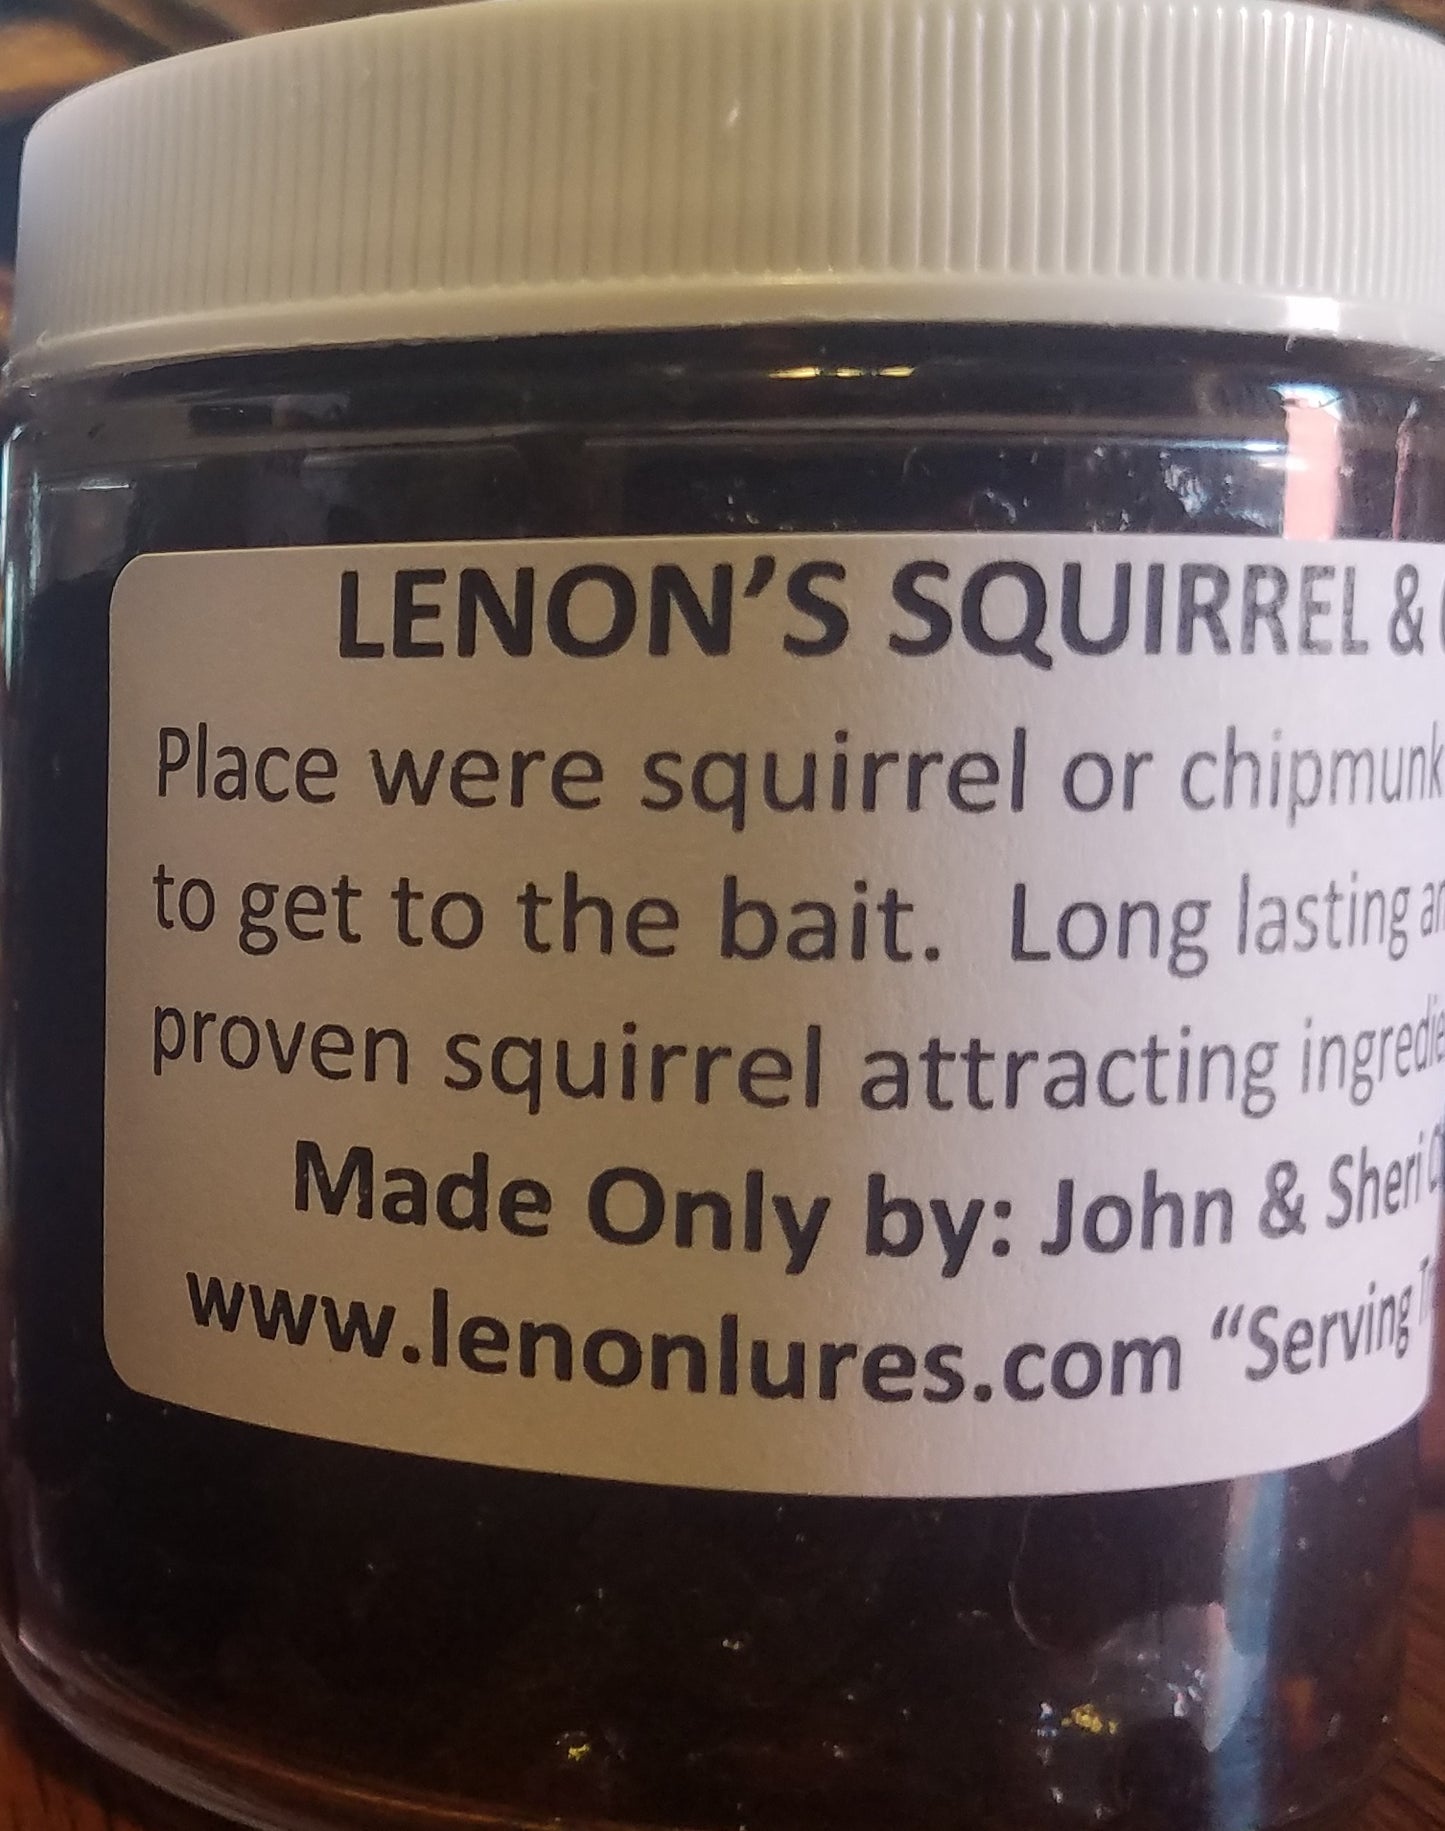 LENON’S SQUIRREL &
Place were squirrel or chipmunk
to get to the bait. Long lasting
proven squirrel attracting
Made Only by: John & Sheri
www.lenonlures.com “Serving